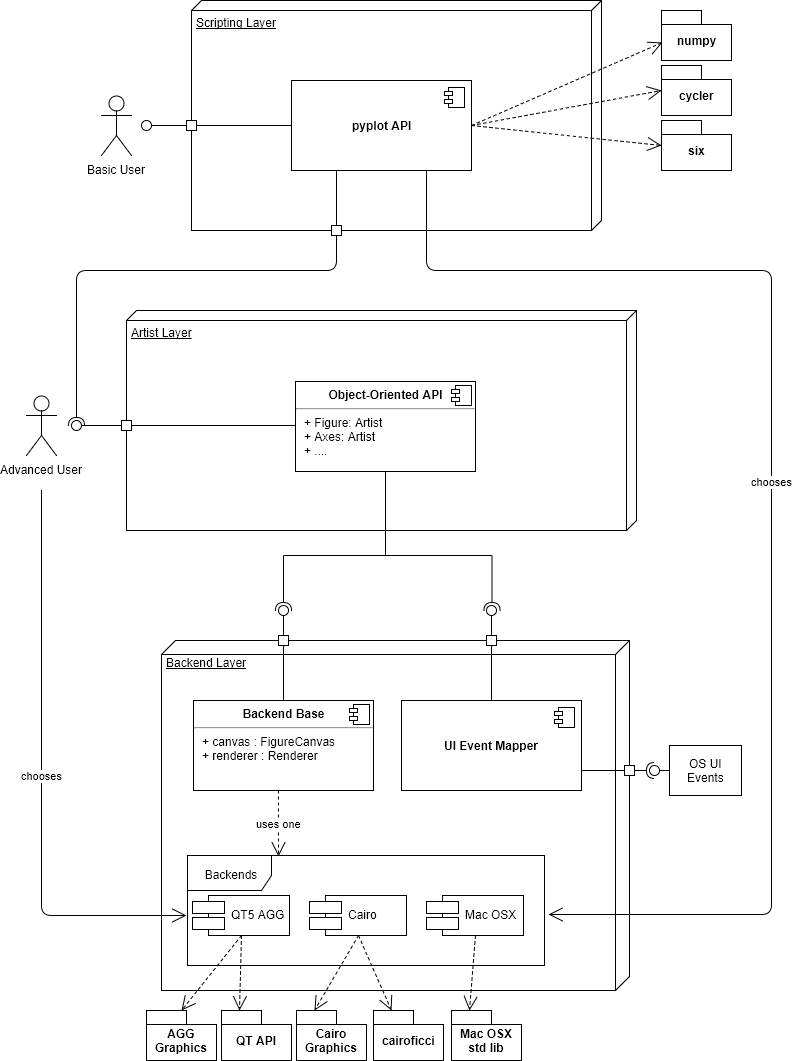 Scripting Layer
numpy
cycler
six
pyplot API
Basic User
Artist Layer
Object-Oriented API
+ Figure: Artist
+ Axes: Artist
+ ....
Advanced User
chooses
Backend Layer
Backend Base
+ canvas : FigureCanvas
+ renderer : Renderer
UI Event Mapper
OS UI
Events
chooses
uses one
Backends
QT5 AGG
Cairo
Mac OSX
AGG
Graphics
QT API
Cairo
Graphics
cairoficci
Mac OSX
std lib